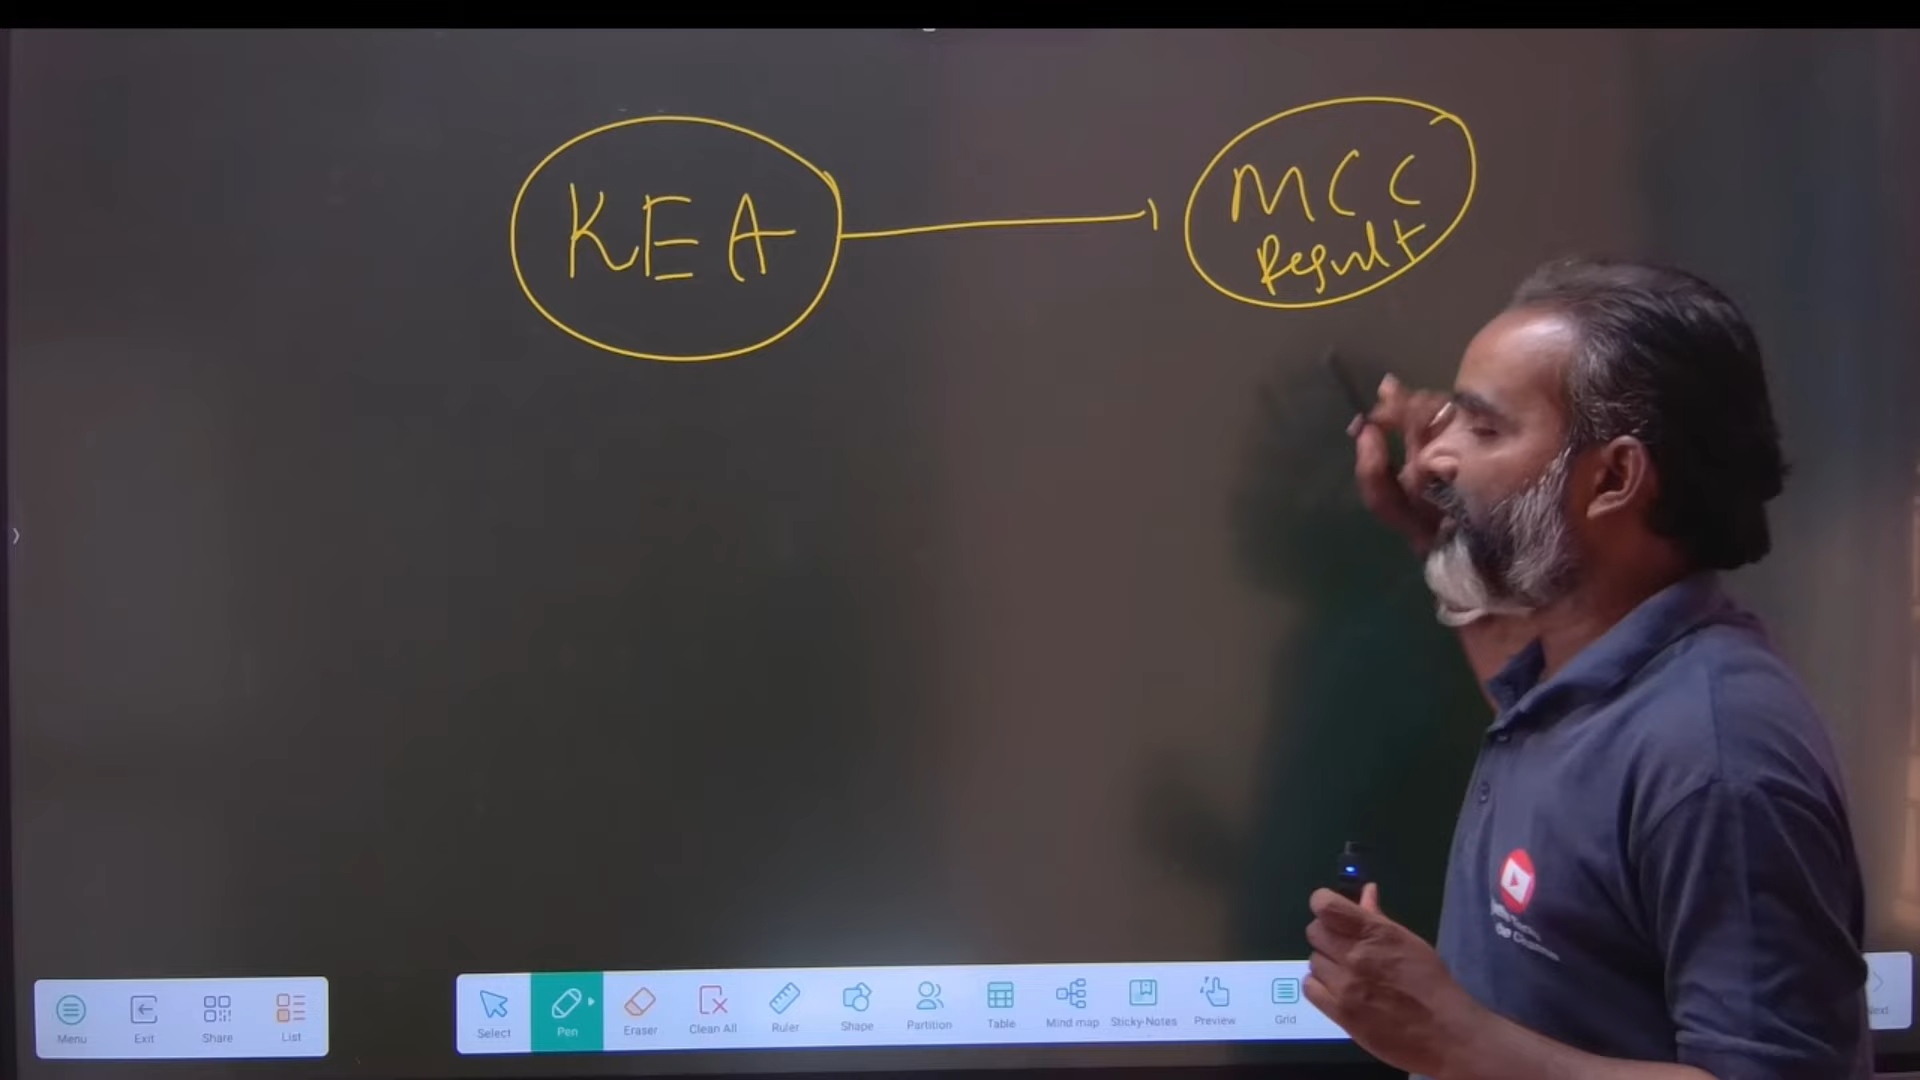 KEA
MCC
Result
Menu
Exit
Share
List
Select
Pen
Eraser
Clean All
Ruler
Shape
Partition
Table
Mind map
Sticky-Notes
Preview
Grid